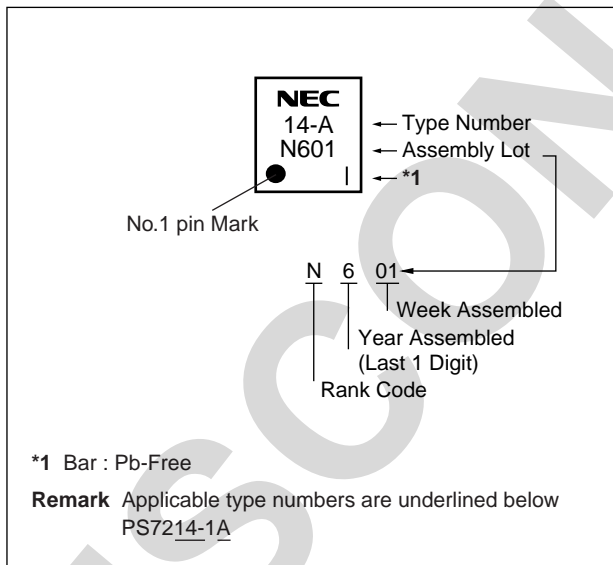 NEC
14-A
N601
Type Number
Assembly Lot
*1
No.1 pin Mark
N 6 01
Week Assembled
Year Assembled
(Last 1 Digit)
Rank Code
*1 Bar : Pb-Free
Remark Applicable type numbers are underlined below
PS7214-1A